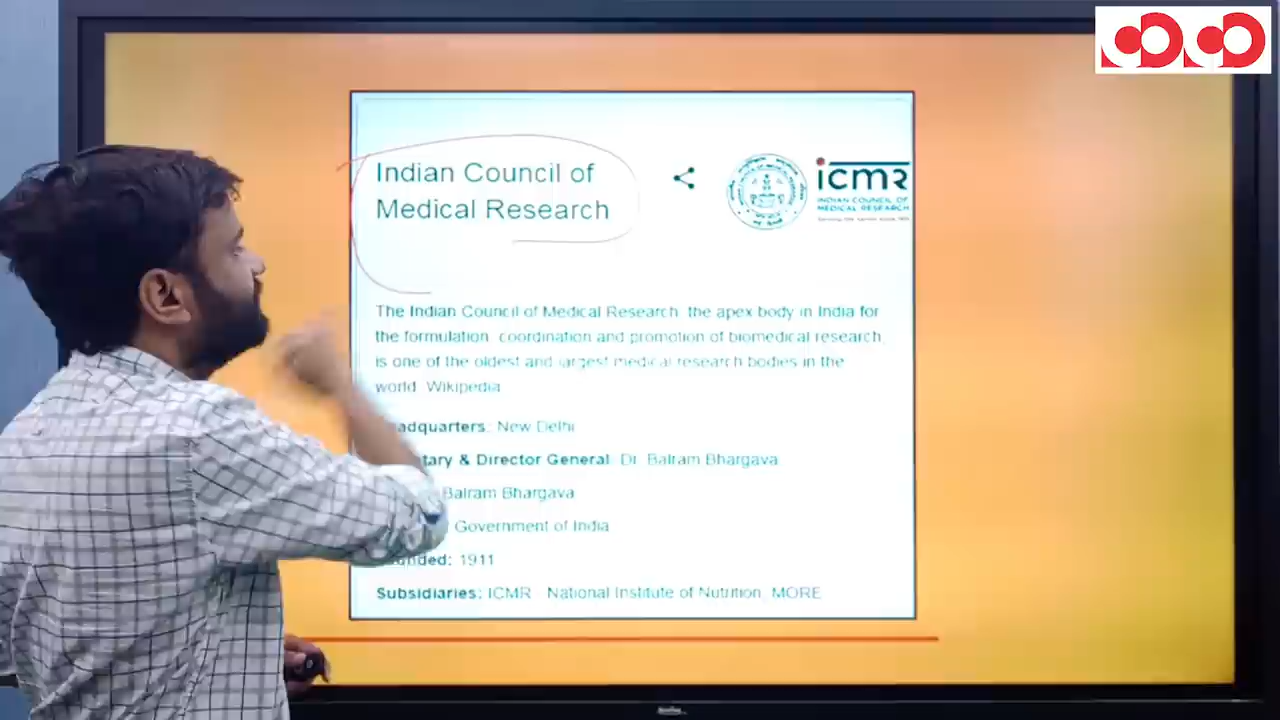 Indian Council of
Medical Research
icmr
INDIAN COUNCIL OF
MEDICAL RESEARCH
The Indian Council of Medical Research, the apex body in India for
the formulation, coordination and promotion of biomedical research,
is one of the oldest and largest medical research bodies in the
world. Wikipedia
adquarters: New Delhi
tary & Director General: Dr. Balram Bhargava
Balram Bhargava
Government of India
unded: 1911
Subsidiaries: ICMR - National Institute of Nutrition, MORE